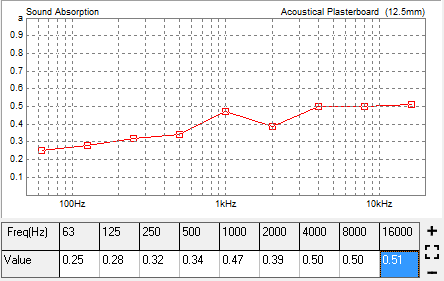 Sound Absorption Acoustical Plasterboard (12.5mm)
a
0.9
0.8
0.7
0.6
0.5
0.4
0.3
0.2
0.1
100Hz 1kHz 10kHz
Freq(Hz) 63 125 250 500 1000 2000 4000 8000 16000
Value 0.25 0.28 0.32 0.34 0.47 0.39 0.50 0.50 0.51